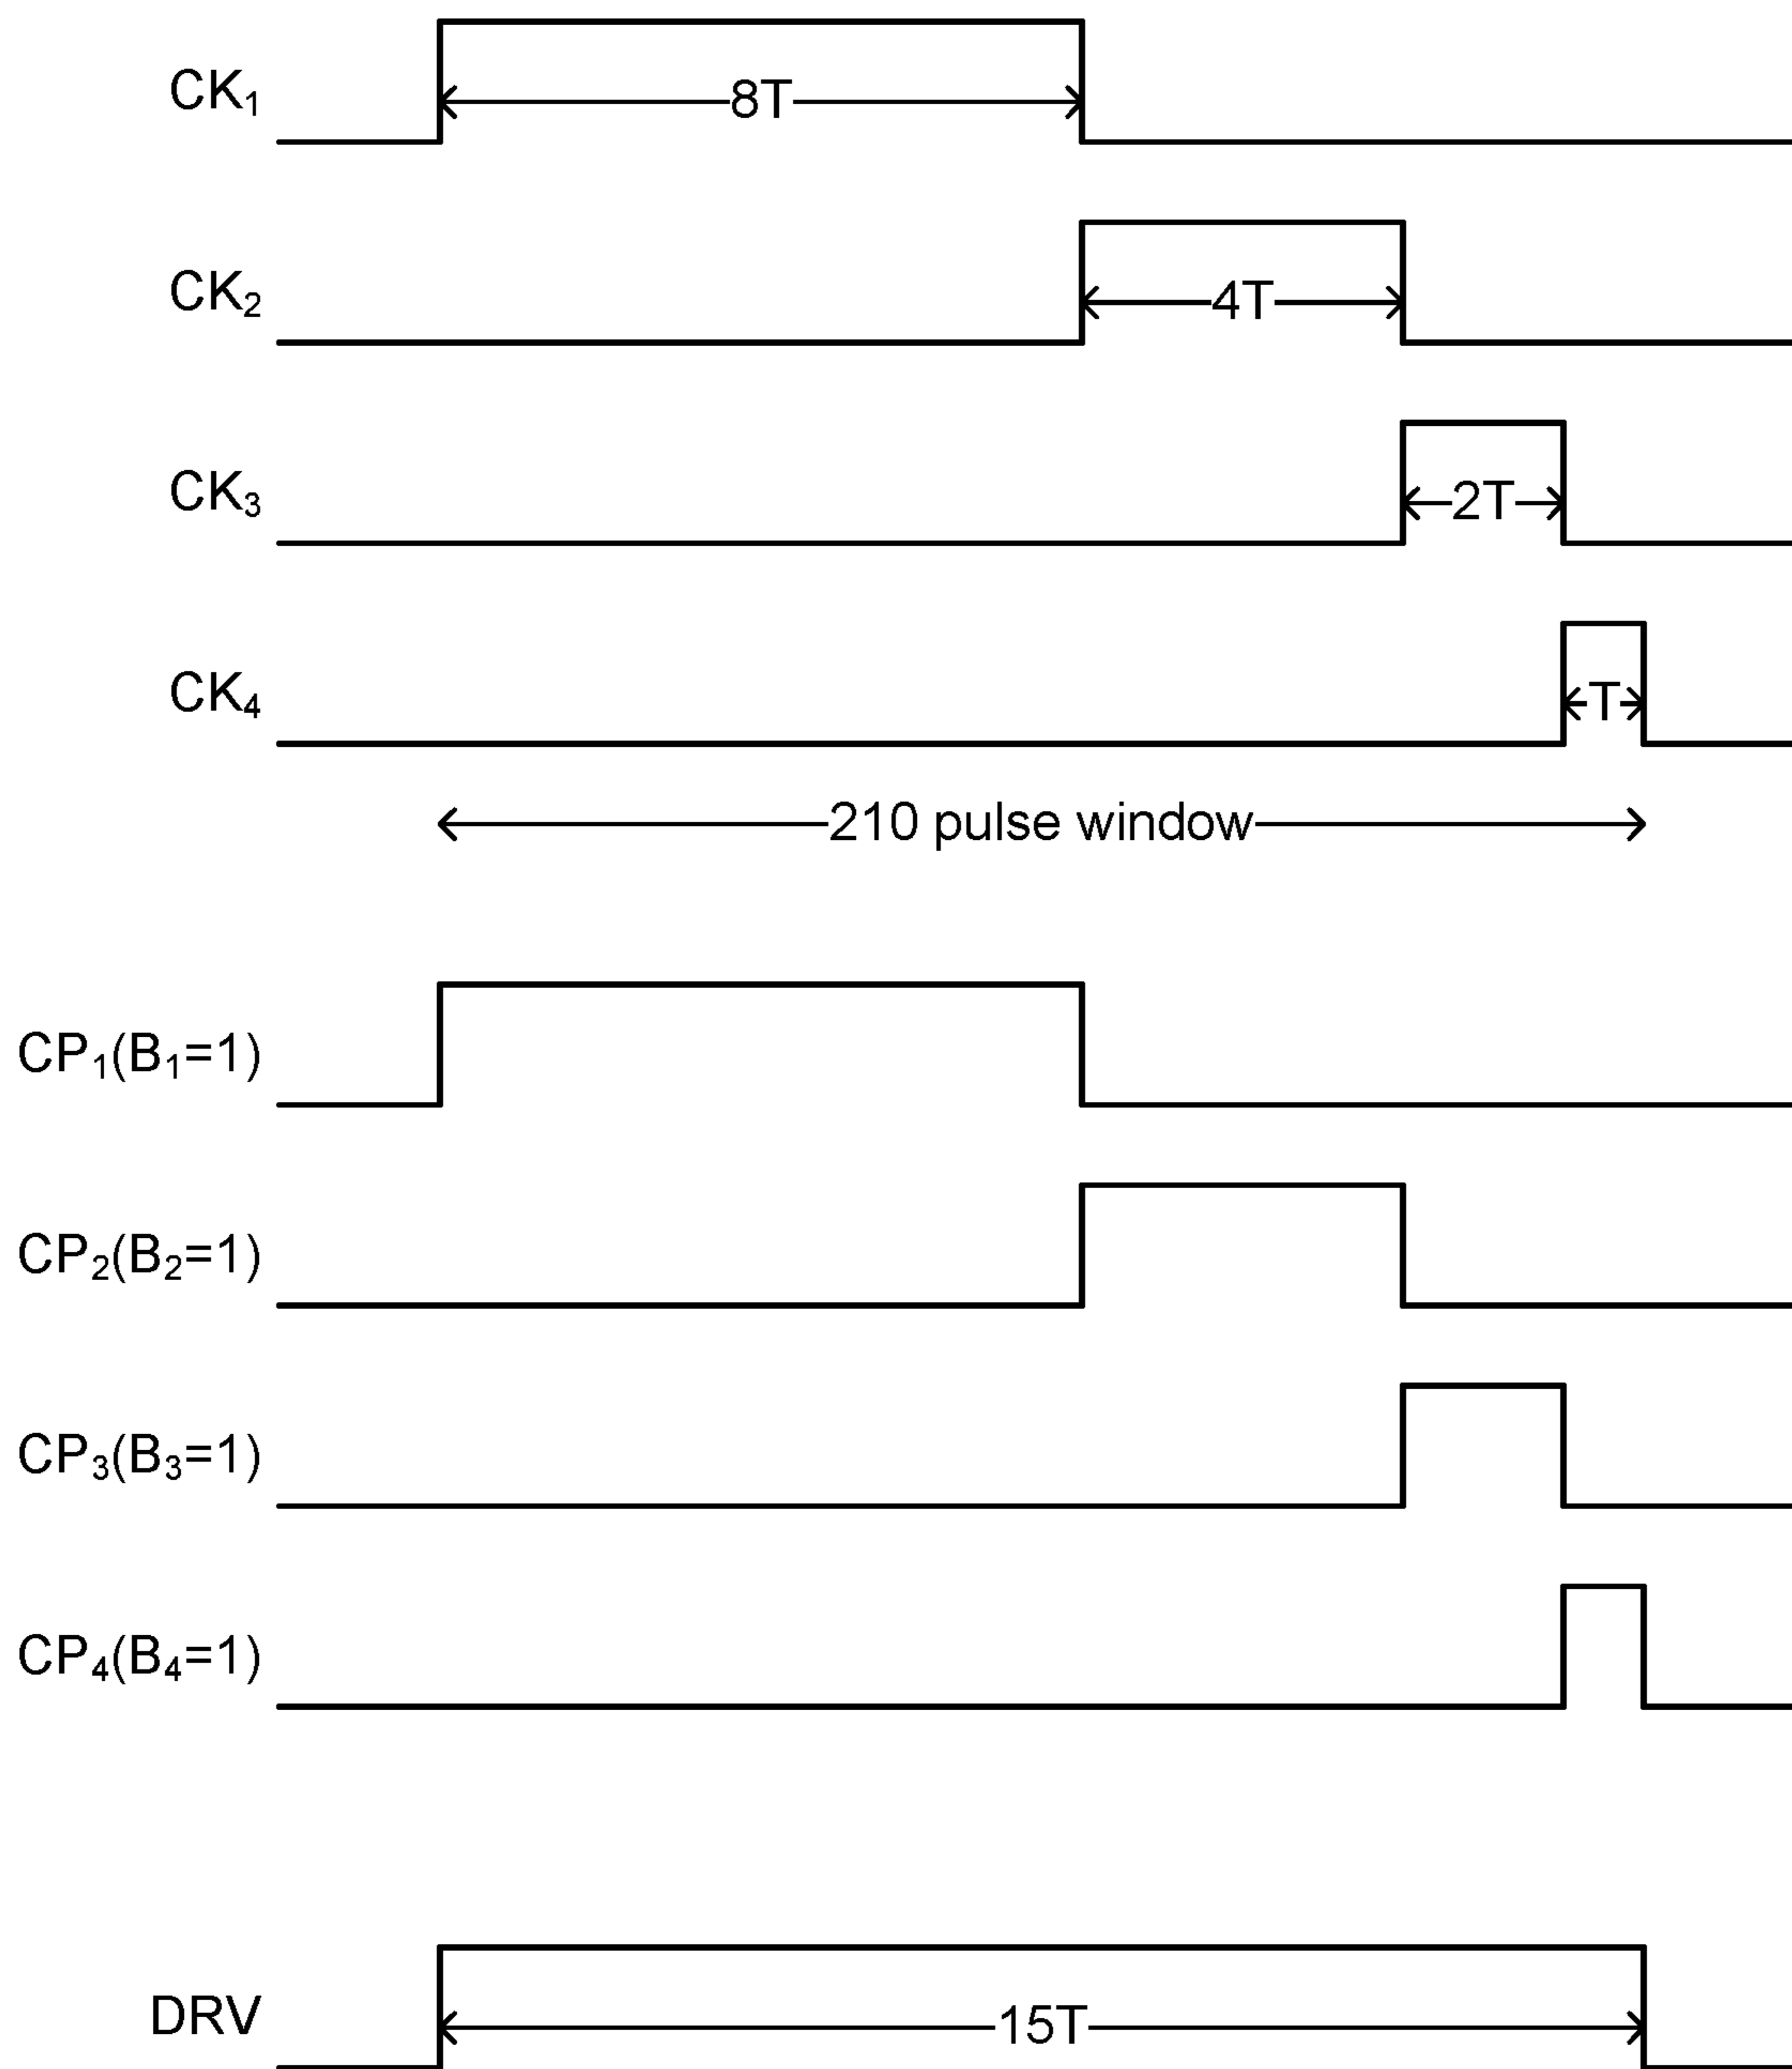 CK₁
8T
CK₂
4T
CK₃
2T
CK₄
T
210 pulse window
CP₁(B₁=1)
CP₂(B₂=1)
CP₃(B₃=1)
CP₄(B₄=1)
DRV
15T